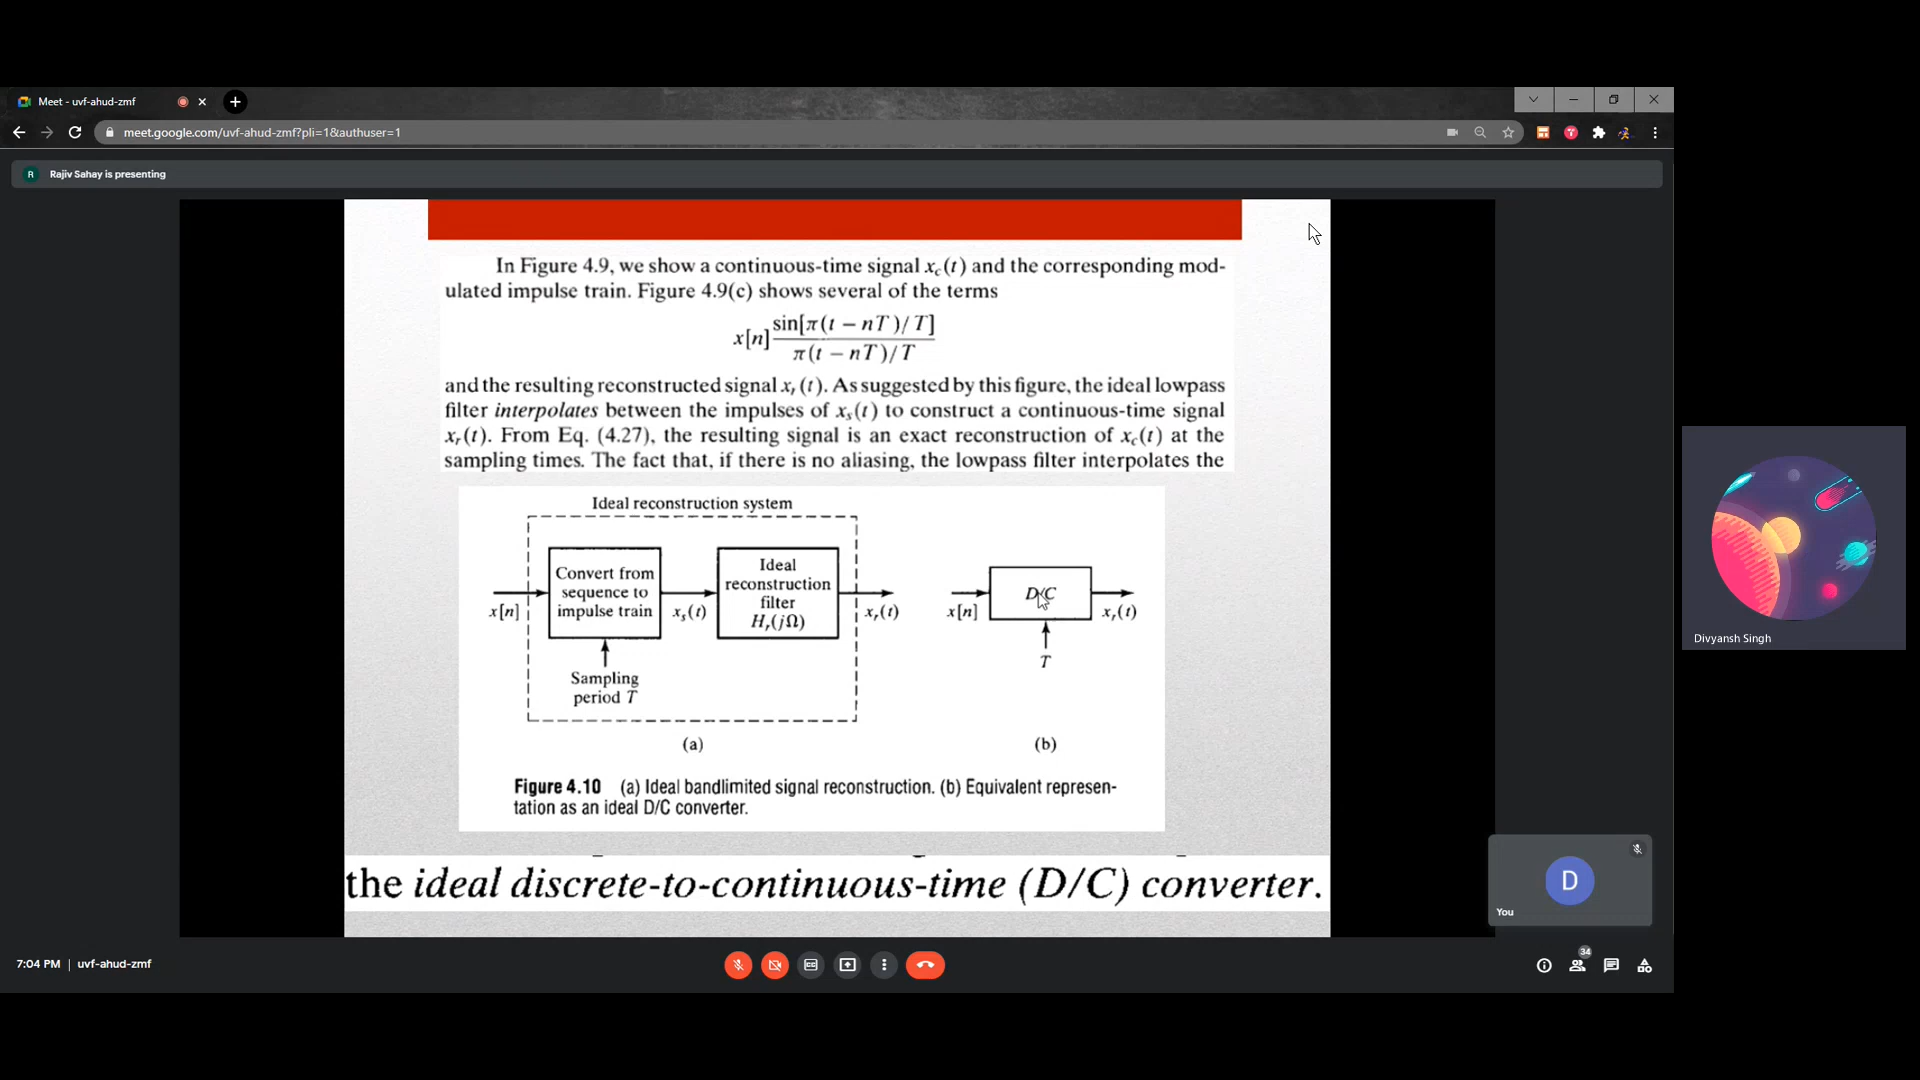 Meet - uvf-ahud-zmf
meet.google.com/uvf-ahud-zmf?pli=1&authuser=1
R Rajiv Sahay is presenting
In Figure 4.9, we show a continuous-time signal x_c(t) and the corresponding mod-
ulated impulse train. Figure 4.9(c) shows several of the terms
x[n] sin[π(t − nT)/T] / π(t − nT)/T
and the resulting reconstructed signal x_r(t). As suggested by this figure, the ideal lowpass
filter interpolates between the impulses of x_s(t) to construct a continuous-time signal
x_r(t). From Eq. (4.27), the resulting signal is an exact reconstruction of x_c(t) at the
sampling times. The fact that, if there is no aliasing, the lowpass filter interpolates the
Ideal reconstruction system
Convert from
sequence to
impulse train
Ideal
reconstruction
filter
H_r(jΩ)
x[n]
x_s(t)
x_r(t)
Sampling
period T
(a)
D/C
x[n]
x_r(t)
T
(b)
Figure 4.10 (a) Ideal bandlimited signal reconstruction. (b) Equivalent represen-
tation as an ideal D/C converter.
the ideal discrete-to-continuous-time (D/C) converter.
Divyansh Singh
D
You
7:04 PM | uvf-ahud-zmf
34